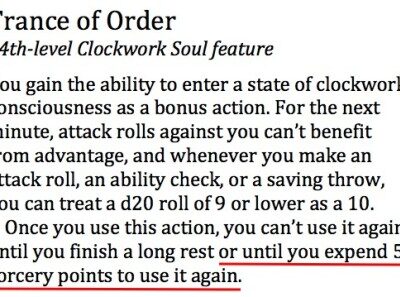 Trance of Order
4th-level Clockwork Soul feature
ou gain the ability to enter a state of clockwork
onsciousness as a bonus action. For the next
minute, attack rolls against you can’t benefit
rom advantage, and whenever you make an
ttack roll, an ability check, or a saving throw,
ou can treat a d20 roll of 9 or lower as a 10.
Once you use this action, you can’t use it again
ntil you finish a long rest or until you expend 5
orcery points to use it again.